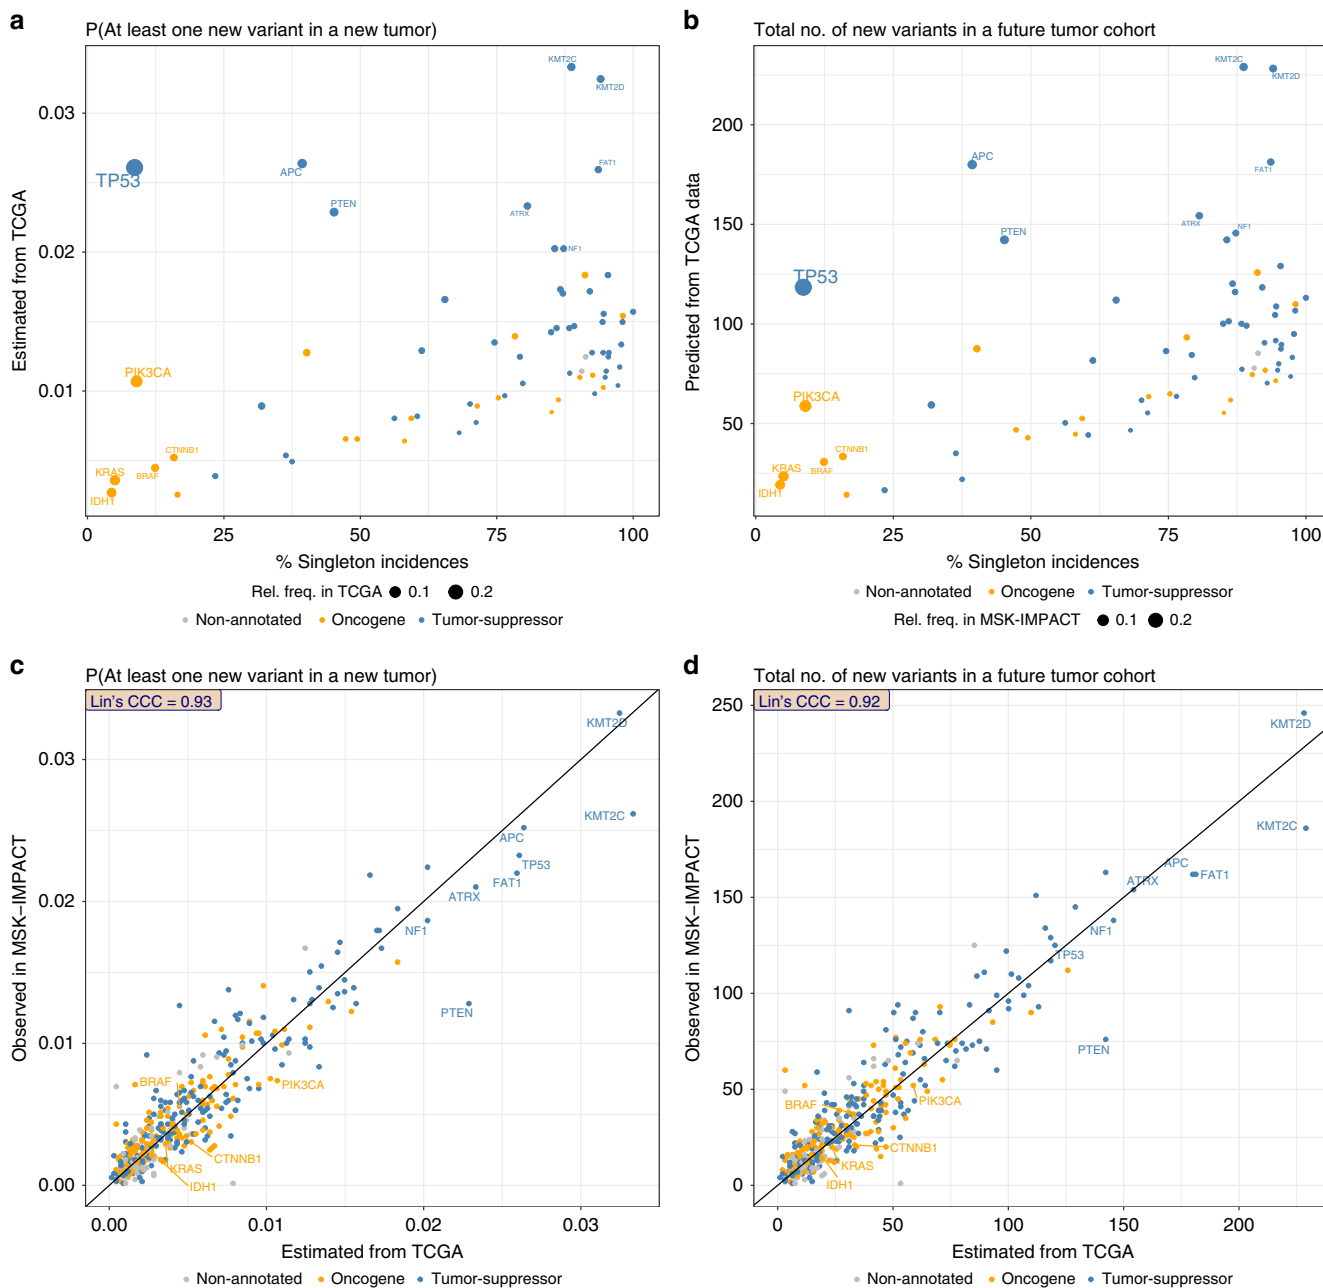 a
P(At least one new variant in a new tumor)
KMT2C
KMT2D
0.03
TP53
APC
FAT1
PTEN
ATRX
0.02
NF1
Estimated from TCGA
0.01
PIK3CA
CTNNB1
KRAS
BRAF
IDH1
0
25
50
75
100
% Singleton incidences
Rel. freq. in TCGA 0.1 0.2
Non-annotated Oncogene Tumor-suppressor
b
Total no. of new variants in a future tumor cohort
KMT2C
KMT2D
200
APC
FAT1
150
PTEN
ATRX
NF1
TP53
Predicted from TCGA data
100
PIK3CA
50
CTNNB1
KRAS
BRAF
IDH1
0
25
50
75
100
% Singleton incidences
Non-annotated Oncogene Tumor-suppressor
Rel. freq. in MSK-IMPACT 0.1 0.2
c
P(At least one new variant in a new tumor)
Lin's CCC = 0.93
KMT2D
0.03
KMT2C
APC
TP53
FAT1
ATRX
0.02
NF1
Observed in MSK−IMPACT
PTEN
0.01
BRAF
PIK3CA
CTNNB1
KRAS
IDH1
0.00
0.00
0.01
0.02
0.03
Estimated from TCGA
Non-annotated Oncogene Tumor-suppressor
d
Total no. of new variants in a future tumor cohort
Lin's CCC = 0.92
250
KMT2D
200
KMT2C
APC
FAT1
ATRX
150
NF1
TP53
Observed in MSK−IMPACT
100
PTEN
50
BRAF
PIK3CA
CTNNB1
KRAS
IDH1
0
0
50
100
150
200
Estimated from TCGA
Non-annotated Oncogene Tumor-suppressor